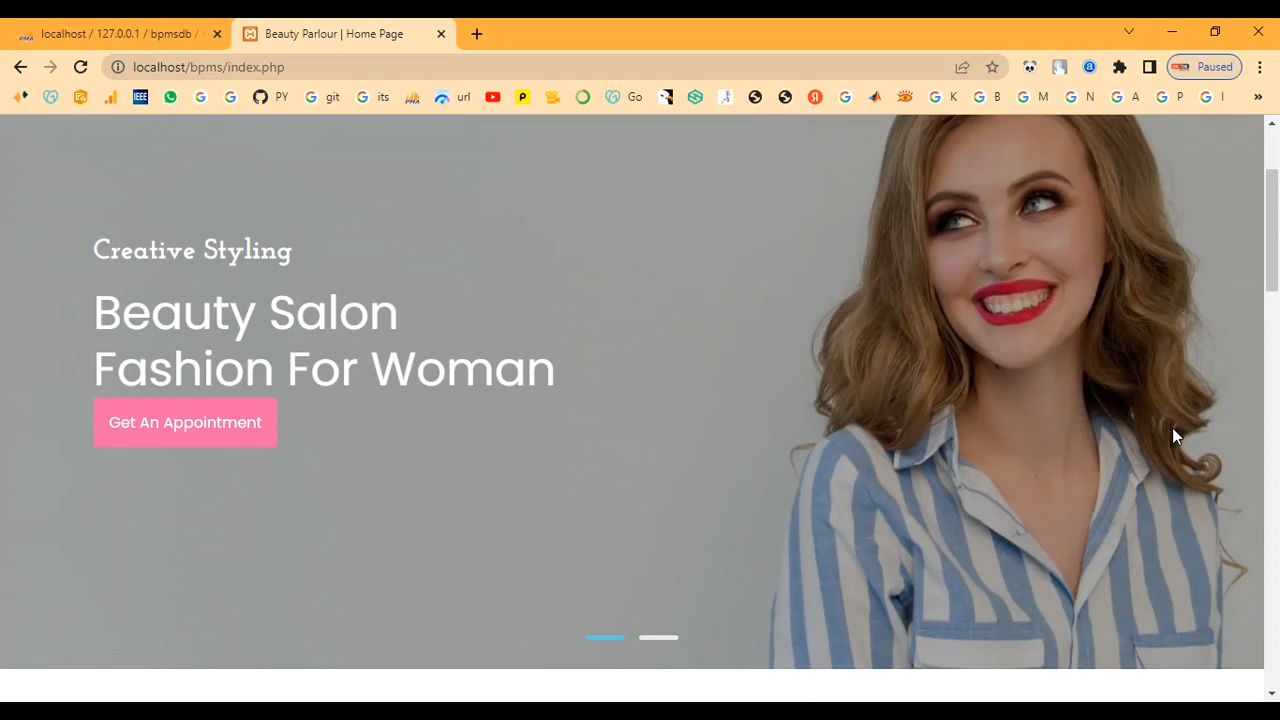 localhost / 127.0.0.1 / bpmsdb /
Beauty Parlour | Home Page
localhost/bpms/index.php
Paused
IEEE PY git its url Go K B M N A P I
Creative Styling
Beauty Salon
Fashion For Woman
Get An Appointment